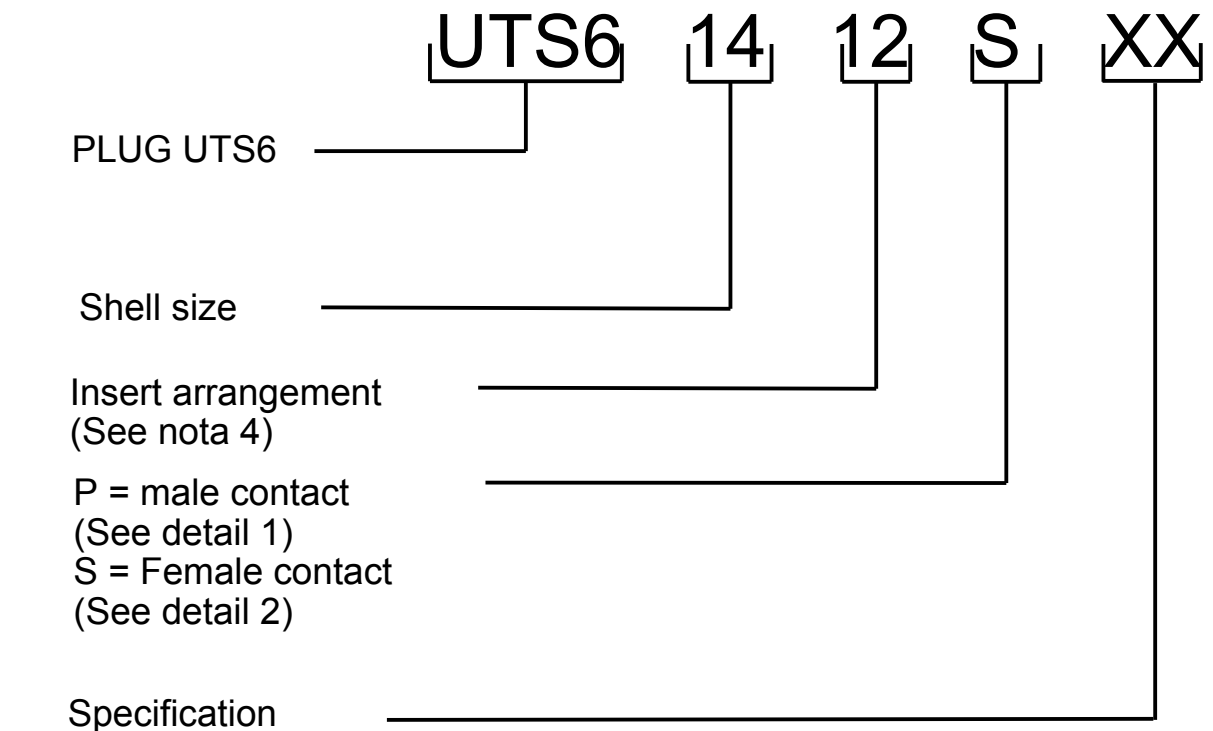 UTS6 14 12 S XX
PLUG UTS6
Shell size
Insert arrangement
(See nota 4)
P = male contact
(See detail 1)
S = Female contact
(See detail 2)
Specification